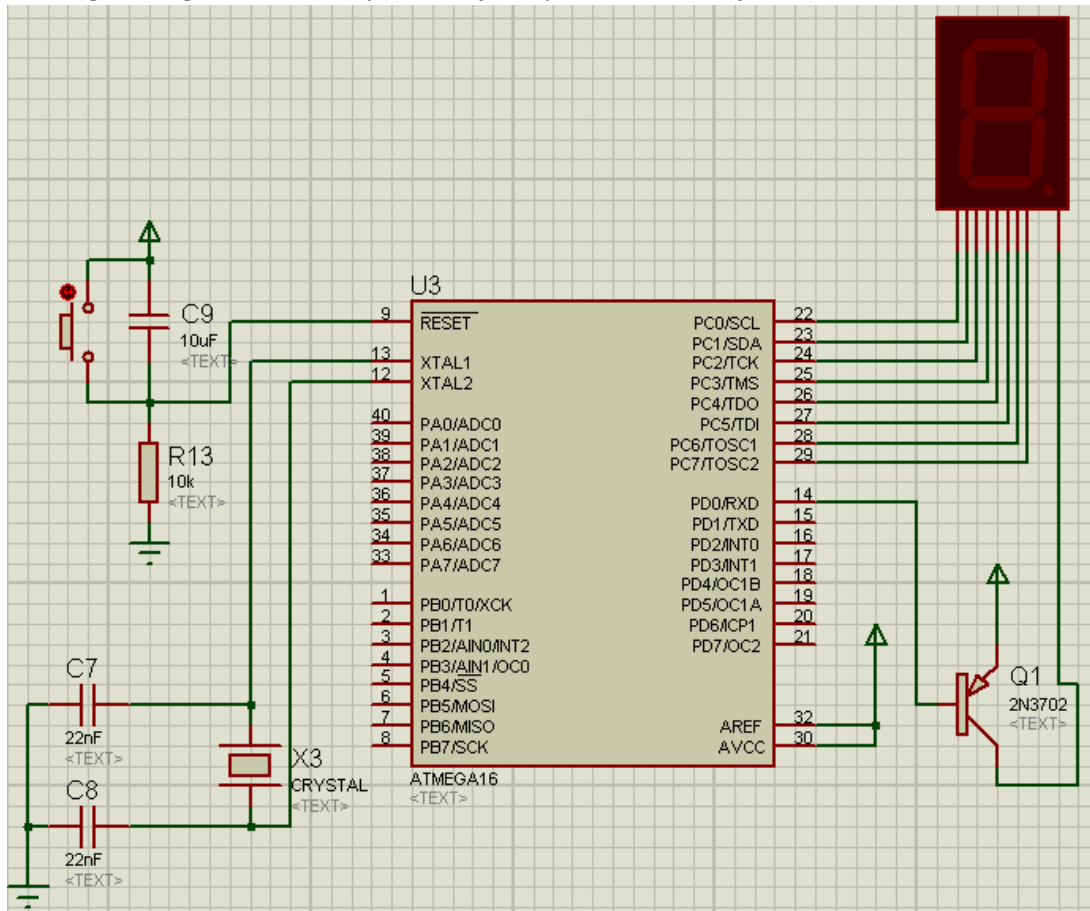 U3
C9
10uF
<TEXT>
R13
10k
<TEXT>
9 RESET
13 XTAL1
12 XTAL2
40 PA0/ADC0
39 PA1/ADC1
38 PA2/ADC2
37 PA3/ADC3
36 PA4/ADC4
35 PA5/ADC5
34 PA6/ADC6
33 PA7/ADC7
1 PB0/T0/XCK
2 PB1/T1
3 PB2/AIN0/INT2
4 PB3/AIN1/OC0
5 PB4/SS
6 PB5/MOSI
7 PB6/MISO
8 PB7/SCK
PC0/SCL 22
PC1/SDA 23
PC2/TCK 24
PC3/TMS 25
PC4/TDO 26
PC5/TDI 27
PC6/TOSC1 28
PC7/TOSC2 29
PD0/RXD 14
PD1/TXD 15
PD2/INT0 16
PD3/INT1 17
PD4/OC1B 18
PD5/OC1A 19
PD6/ICP1 20
PD7/OC2 21
AREF 32
AVCC 30
ATMEGA16
<TEXT>
Q1
2N3702
<TEXT>
C7
22nF
<TEXT>
X3
CRYSTAL
<TEXT>
C8
22nF
<TEXT>